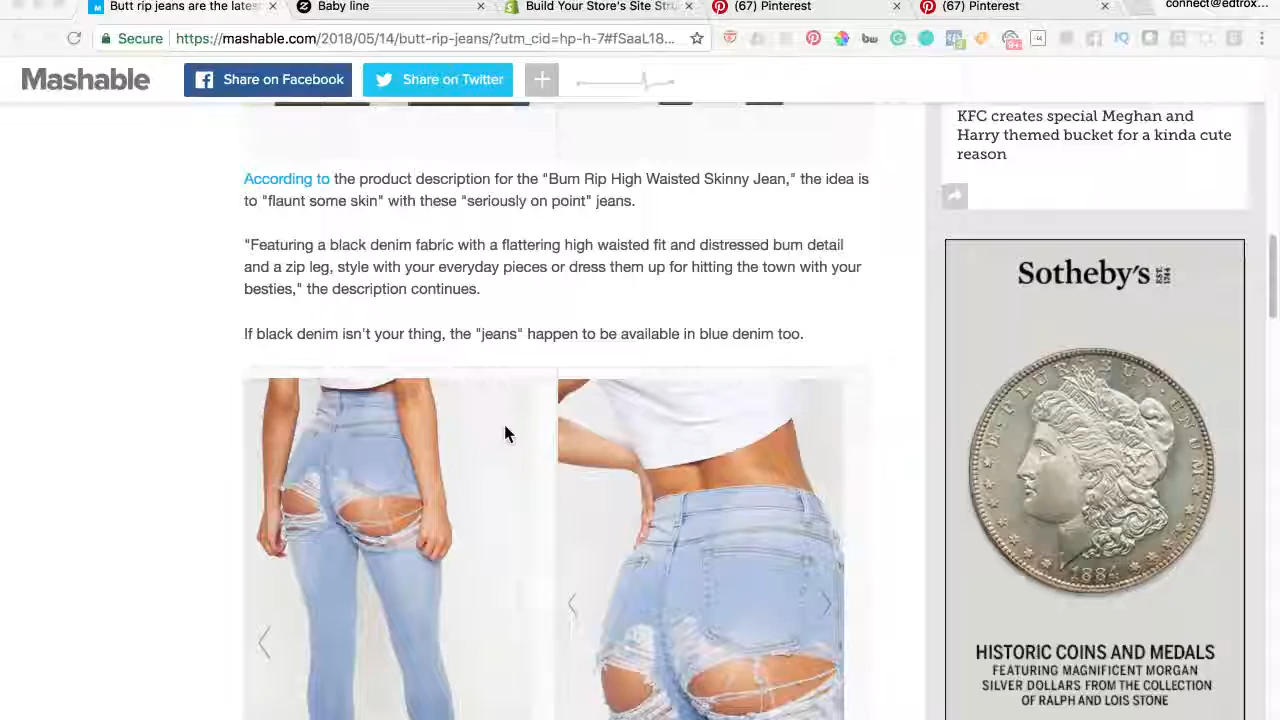 Butt rip jeans are the lates
Baby line
Build Your Store's Site Stru
(67) Pinterest
(67) Pinterest
connect@edtrox...
Secure
https://mashable.com/2018/05/14/butt-rip-jeans/?utm_cid=hp-h-7#fSaaL18...
Mashable
Share on Facebook
Share on Twitter
KFC creates special Meghan and
Harry themed bucket for a kinda cute
reason
According to the product description for the "Bum Rip High Waisted Skinny Jean," the idea is
to "flaunt some skin" with these "seriously on point" jeans.
"Featuring a black denim fabric with a flattering high waisted fit and distressed bum detail
and a zip leg, style with your everyday pieces or dress them up for hitting the town with your
besties," the description continues.
If black denim isn't your thing, the "jeans" happen to be available in blue denim too.
Sotheby's EST. 1744
E·PLURIBUS·UNUM
1884
HISTORIC COINS AND MEDALS
FEATURING MAGNIFICENT MORGAN
SILVER DOLLARS FROM THE COLLECTION
OF RALPH AND LOIS STONE